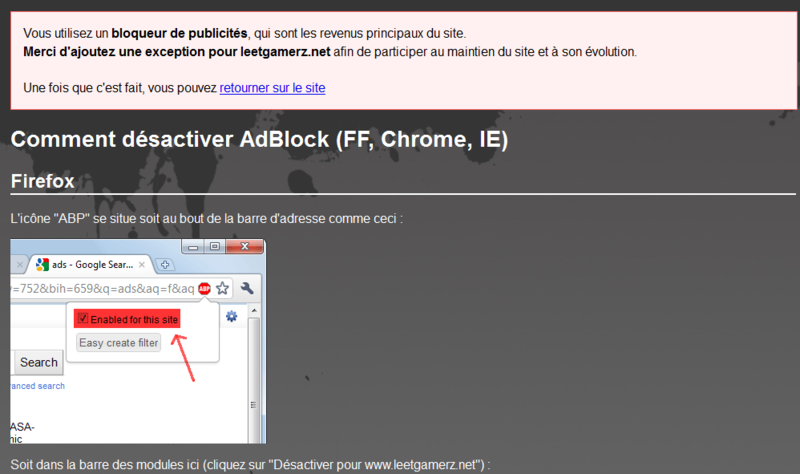 Vous utilisez un bloqueur de publicités, qui sont les revenus principaux du site.
Merci d'ajoutez une exception pour leetgamerz.net afin de participer au maintien du site et à son évolution.
Une fois que c'est fait, vous pouvez retourner sur le site
Comment désactiver AdBlock (FF, Chrome, IE)
Firefox
L'icône "ABP" se situe soit au bout de la barre d'adresse comme ceci :
ads - Google Sear...
=752&bih=659&q=ads&aq=f&aq
ABP
Enabled for this site
Easy create filter
Search
anced search
ASA-
nic
Soit dans la barre des modules ici (cliquez sur "Désactiver pour www.leetgamerz.net") :